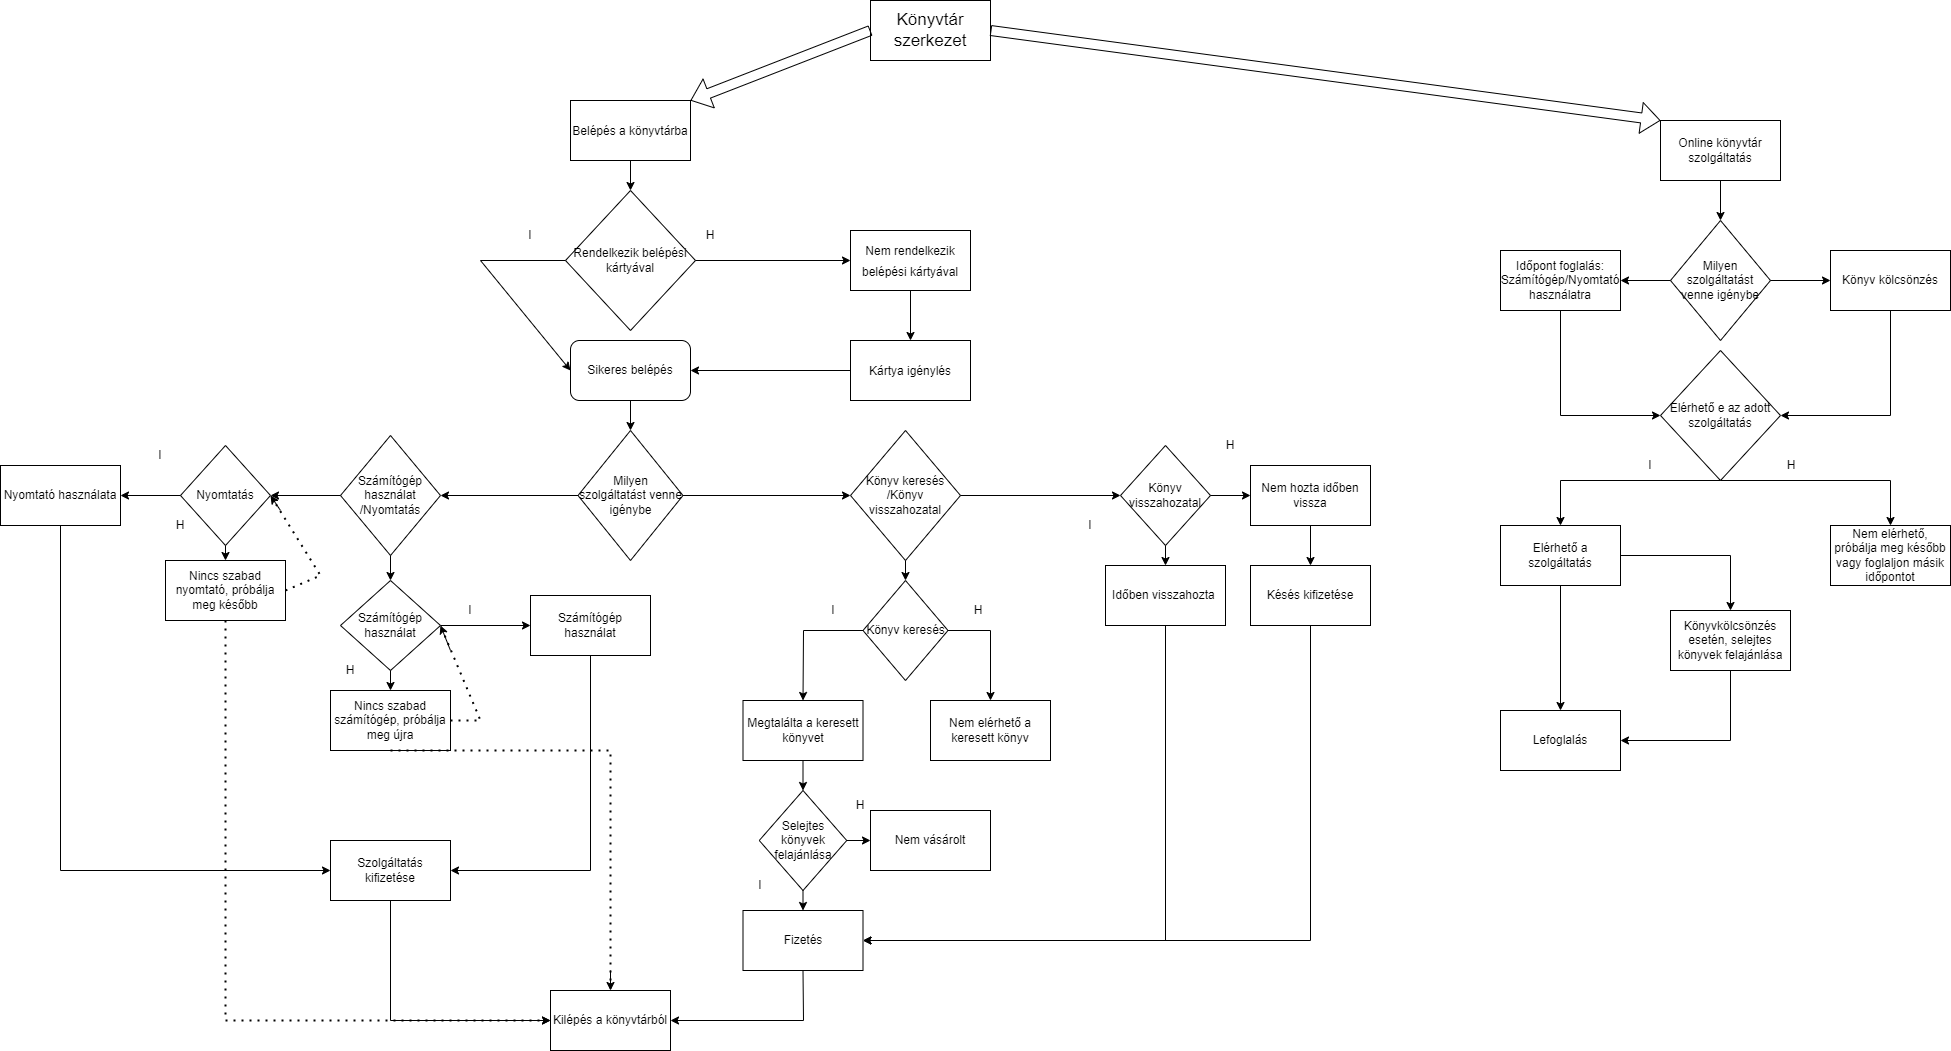 Könyvtár
szerkezet
Belépés a könyvtárba
Online könyvtár
szolgáltatás
I
H
Rendelkezik belépési
kártyával
Nem rendelkezik
belépési kártyával
Időpont foglalás:
Számítógép/Nyomtató
használatra
Milyen
szolgáltatást
venne igénybe
Könyv kölcsönzés
Sikeres belépés
Kártya igénylés
Elérhető e az adott
szolgáltatás
I
H
I
Nyomtató használata
Nyomtatás
H
Számítógép
használat
/Nyomtatás
Milyen
szolgáltatást venne
igénybe
Könyv keresés
/Könyv
visszahozatal
Könyv
visszahozatal
H
I
Nem hozta időben
vissza
Elérhető a
szolgáltatás
Nem elérhető,
próbálja meg később
vagy foglaljon másik
időpontot
Nincs szabad
nyomtató, próbálja
meg később
Számítógép
használat
I
H
Számítógép
használat
I
H
Könyv keresés
Időben visszahozta
Késés kifizetése
Könyvkölcsönzés
esetén, selejtes
könyvek felajánlása
Nincs szabad
számítógép, próbálja
meg újra
Megtalálta a keresett
könyvet
Nem elérhető a
keresett könyv
Lefoglalás
Selejtes
könyvek
felajánlása
H
I
Nem vásárolt
Szolgáltatás
kifizetése
Fizetés
Kilépés a könyvtárból